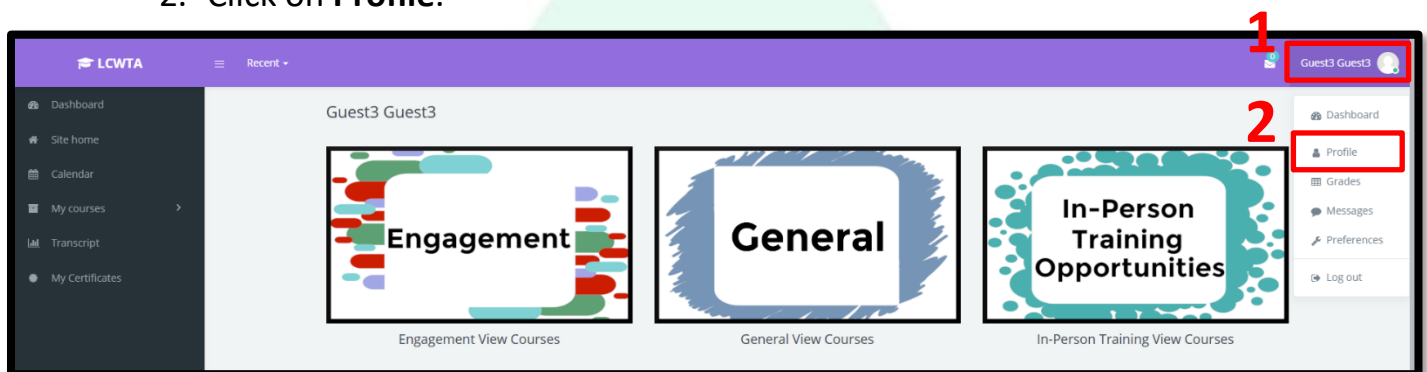 2. Click on Profile.
1
LCWTA
Recent
0
Guest3 Guest3
Dashboard
Site home
Calendar
My courses
Transcript
My Certificates
Guest3 Guest3
Engagement
Engagement View Courses
General
General View Courses
In-Person
Training
Opportunities
In-Person Training View Courses
2
Dashboard
Profile
Grades
Messages
Preferences
Log out